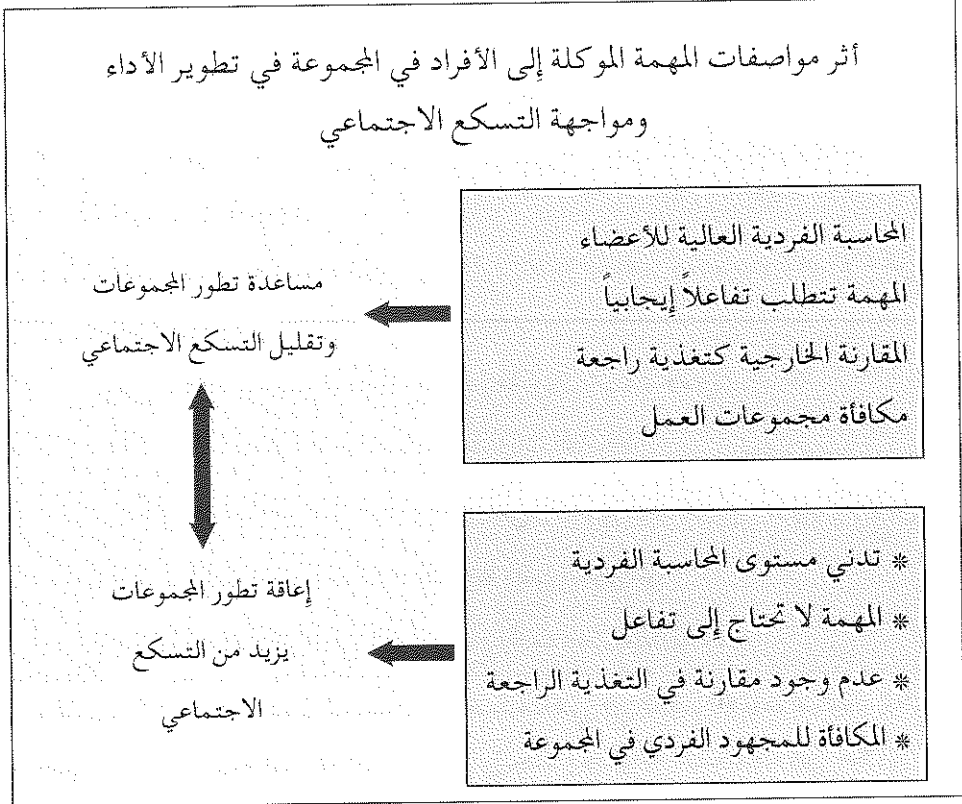 أثر مواصفات المهمة الموكلة إلى الأفراد في المجموعة في تطوير الأداء
ومواجهة التسكع الاجتماعي
المحاسبة الفردية العالية للأعضاء
المهمة تتطلب تفاعلاً إيجابياً
المقارنة الخارجية كتغذية راجعة
مكافأة مجموعات العمل
مساعدة تطور المجموعات
وتقليل التسكع الاجتماعي
* تدني مستوى المحاسبة الفردية
* المهمة لا تحتاج إلى تفاعل
* عدم وجود مقارنة في التغذية الراجعة
* المكافأة للمجهود الفردي في المجموعة
إعاقة تطور المجموعات
يزيد من التسكع
الاجتماعي